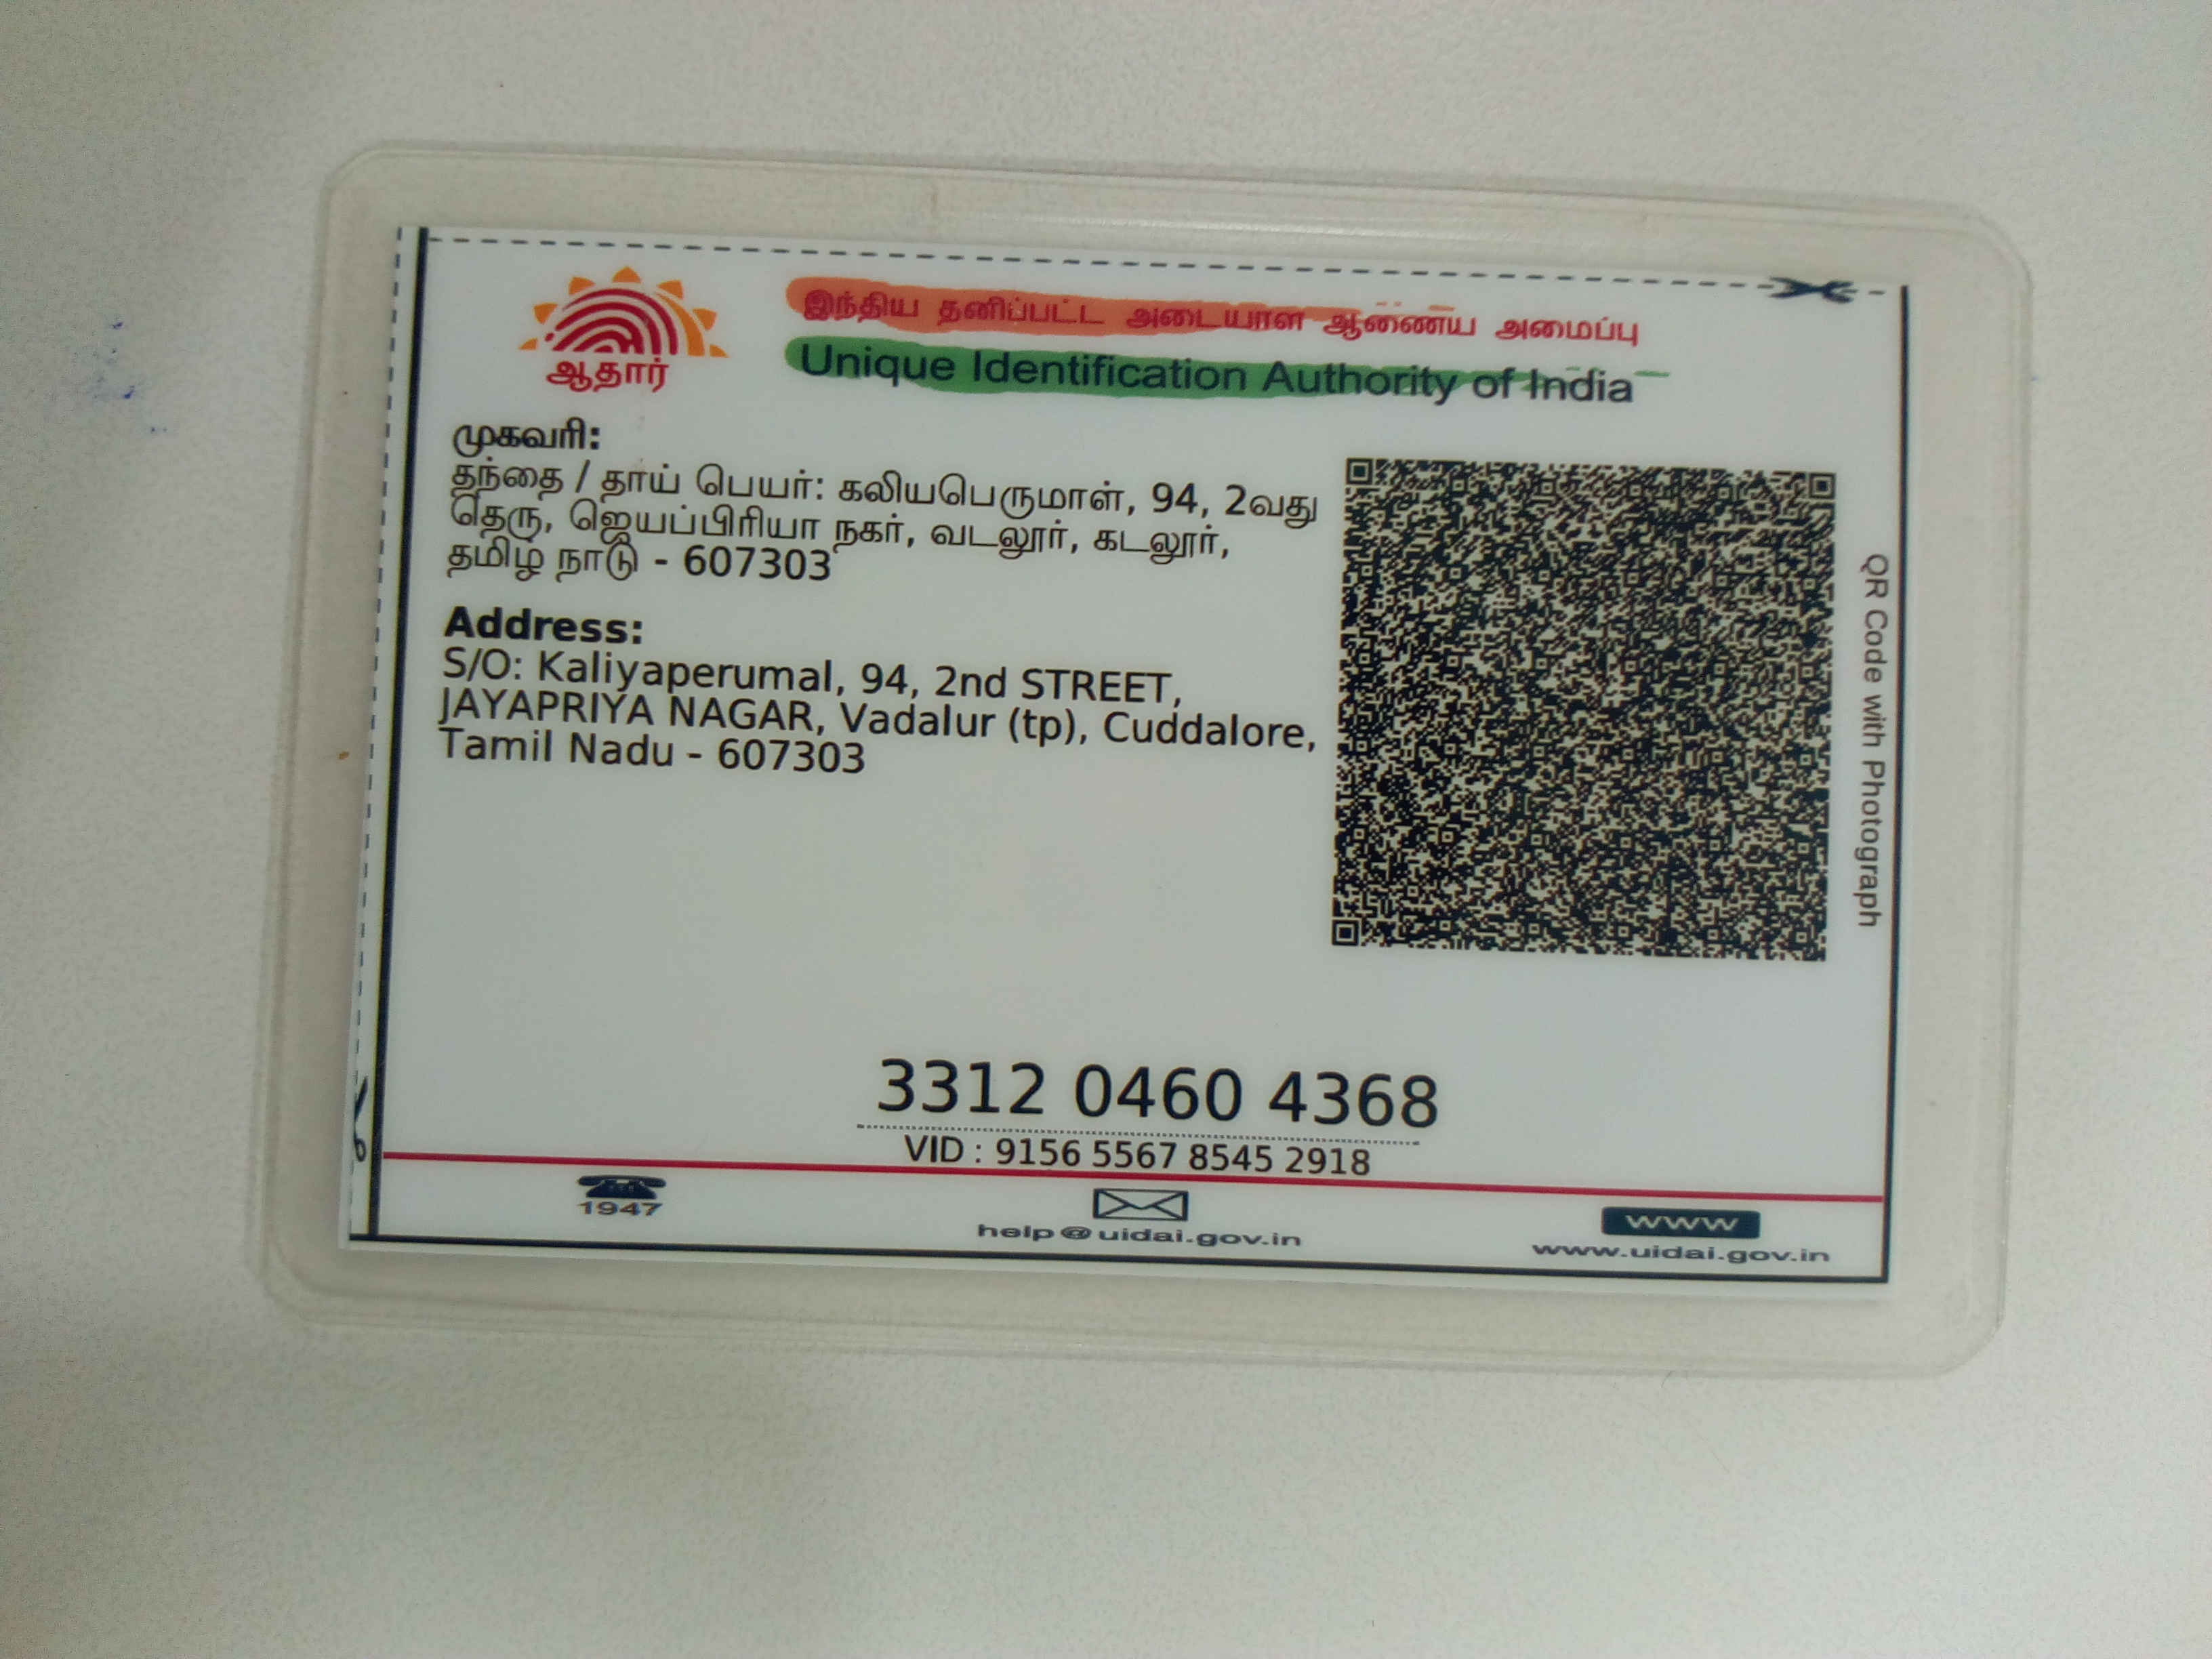 ஆதார்
இந்திய தனிப்பட்ட அடையாள ஆணைய அமைப்பு
Unique Identification Authority of India
முகவரி:
தந்தை / தாய் பெயர்: கலியபெருமாள், 94, 2வது
தெரு, ஜெயப்பிரியா நகர், வடலூர், கடலூர்,
தமிழ் நாடு - 607303
Address:
S/O: Kaliyaperumal, 94, 2nd STREET,
JAYAPRIYA NAGAR, Vadalur (tp), Cuddalore,
Tamil Nadu - 607303
QR Code with Photograph
3312 0460 4368
VID : 9156 5567 8545 2918
1947
help@uidai.gov.in
www
www.uidai.gov.in